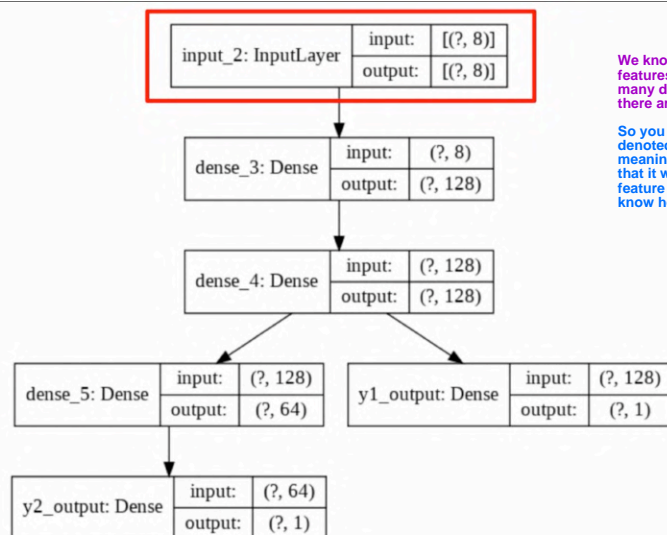 input_2: InputLayer
input: [(?, 8)]
output: [(?, 8)]
We kno
features
many d
there ar
So you
denoted
meanin
that it w
feature
know h
dense_3: Dense
input: (?, 8)
output: (?, 128)
dense_4: Dense
input: (?, 128)
output: (?, 128)
dense_5: Dense
input: (?, 128)
output: (?, 64)
y1_output: Dense
input: (?, 128)
output: (?, 1)
y2_output: Dense
input: (?, 64)
output: (?, 1)